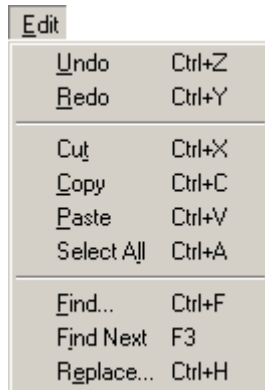 Edit
Undo Ctrl+Z
Redo Ctrl+Y
Cut Ctrl+X
Copy Ctrl+C
Paste Ctrl+V
Select All Ctrl+A
Find... Ctrl+F
Find Next F3
Replace... Ctrl+H